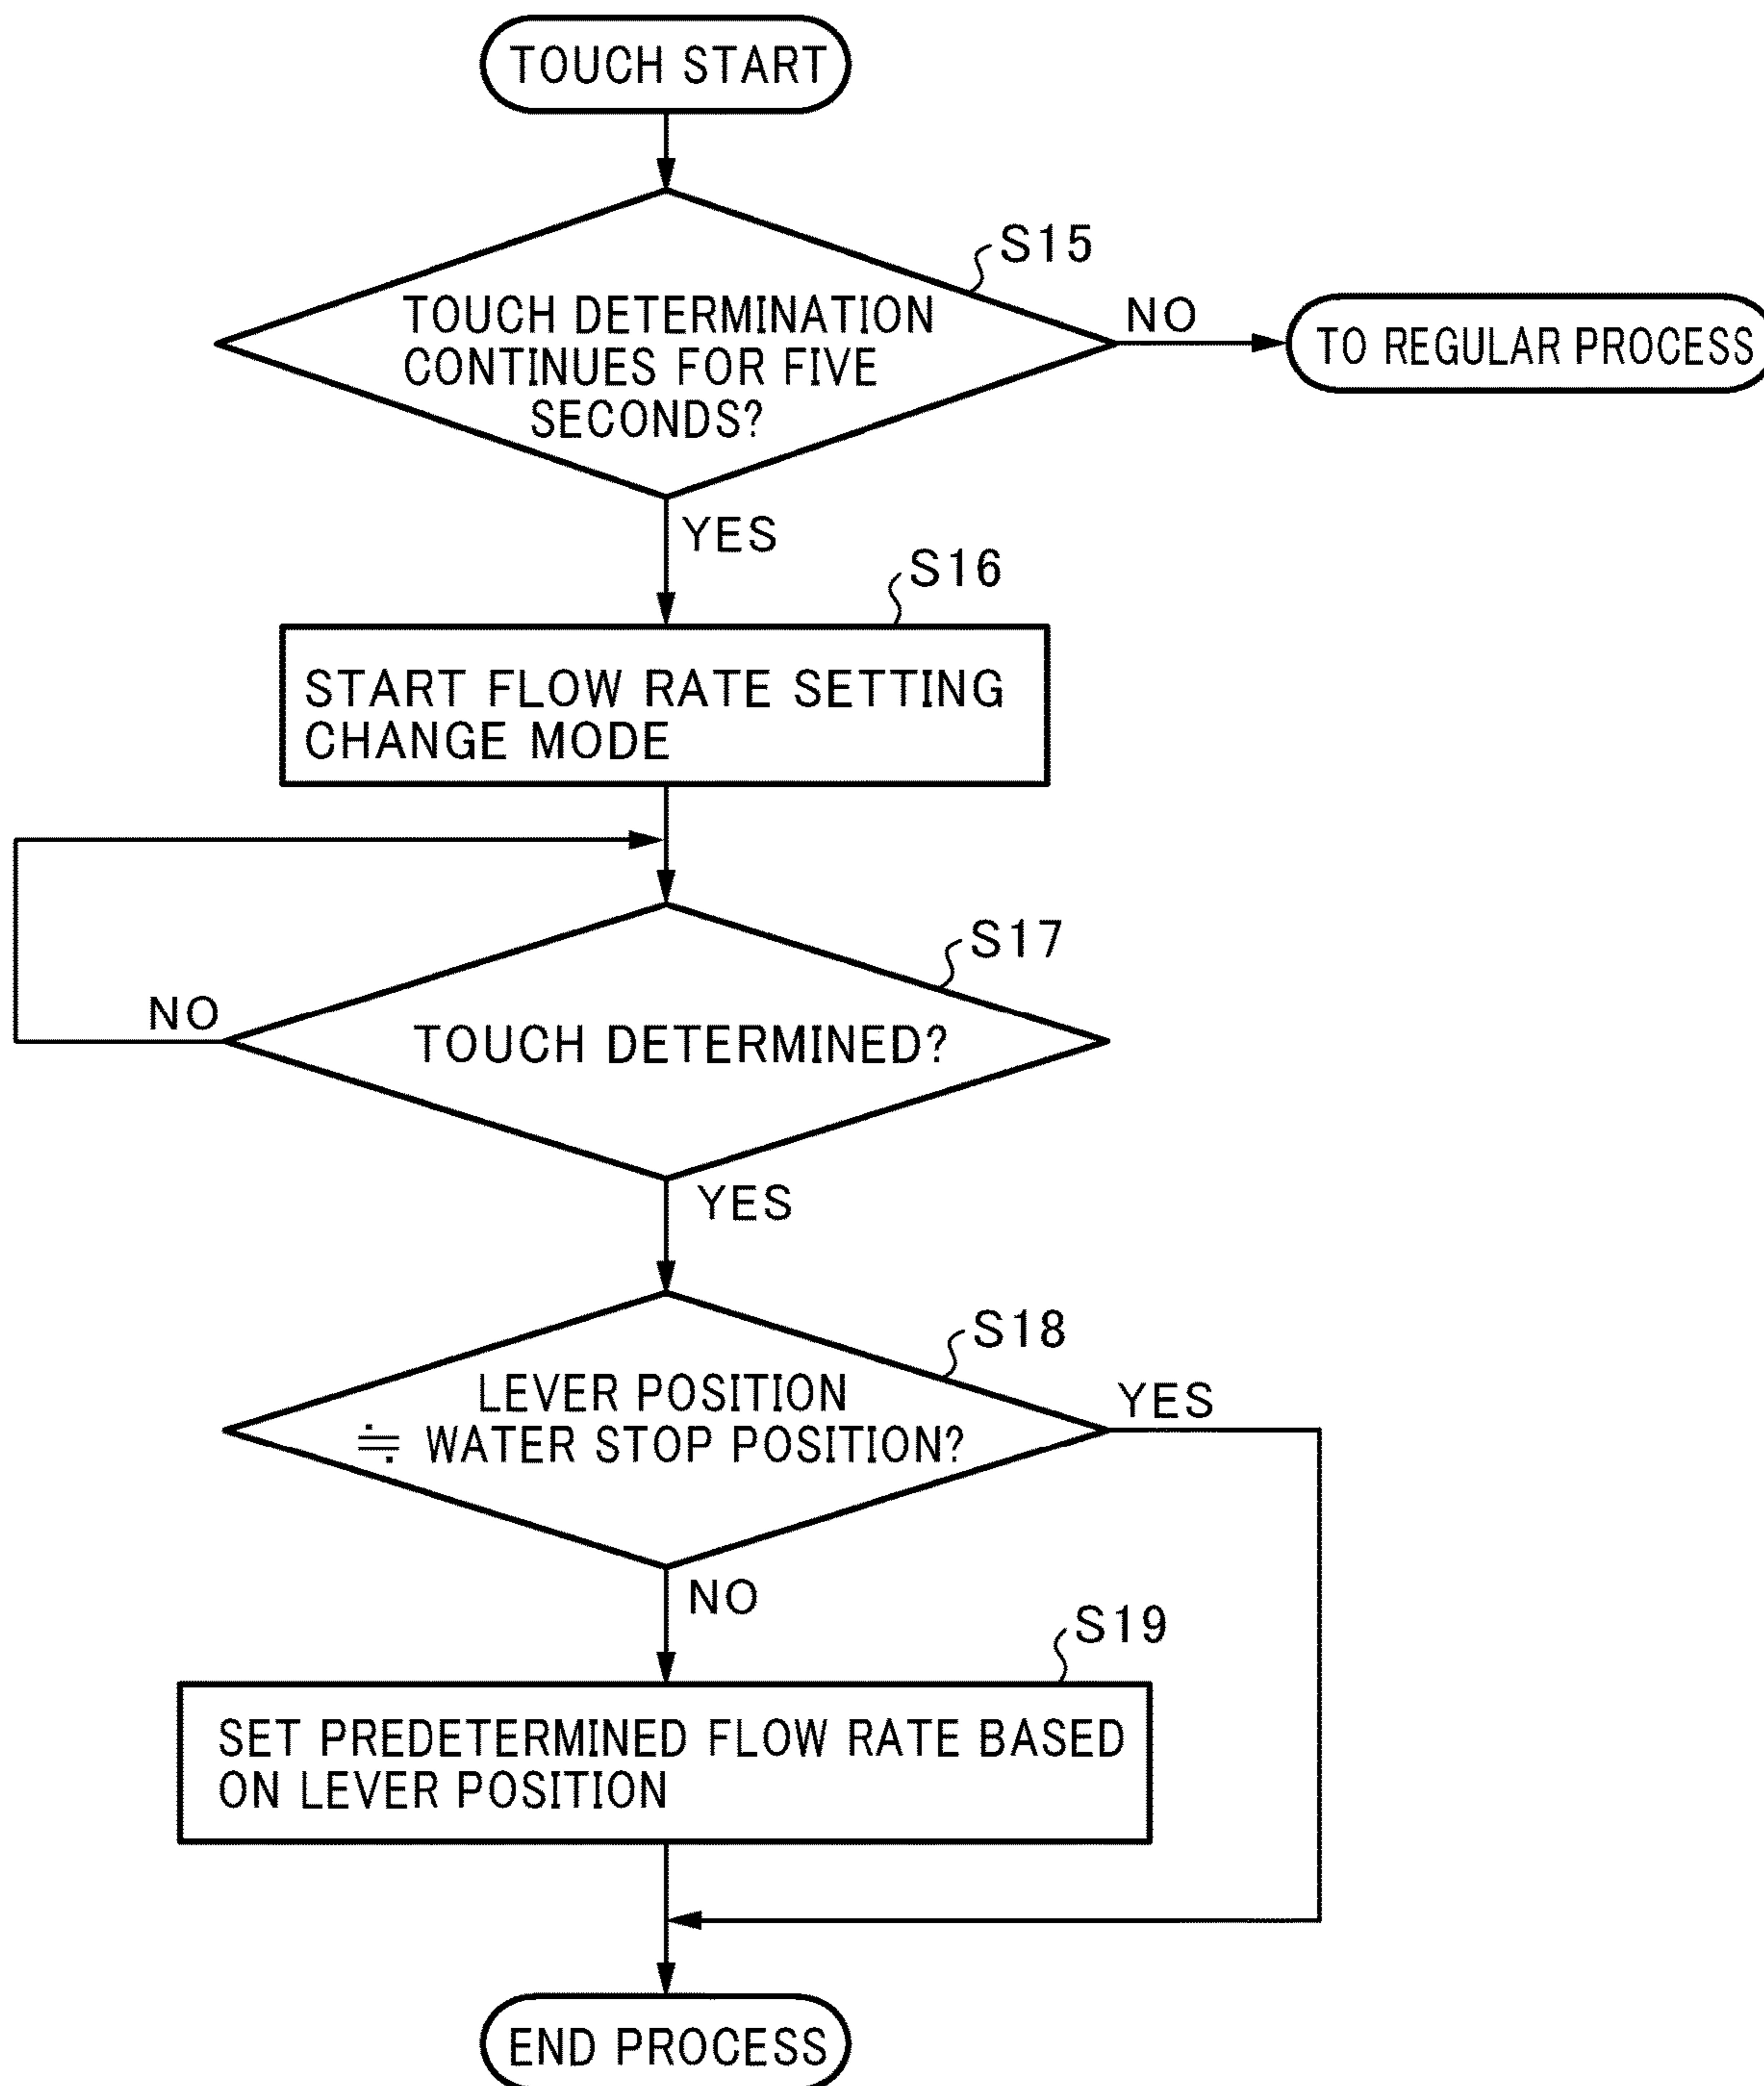 TOUCH START
S15
TOUCH DETERMINATION
CONTINUES FOR FIVE
SECONDS?
NO
TO REGULAR PROCESS
YES
S16
START FLOW RATE SETTING
CHANGE MODE
S17
NO
TOUCH DETERMINED?
YES
S18
LEVER POSITION
≒ WATER STOP POSITION?
YES
NO
S19
SET PREDETERMINED FLOW RATE BASED
ON LEVER POSITION
END PROCESS